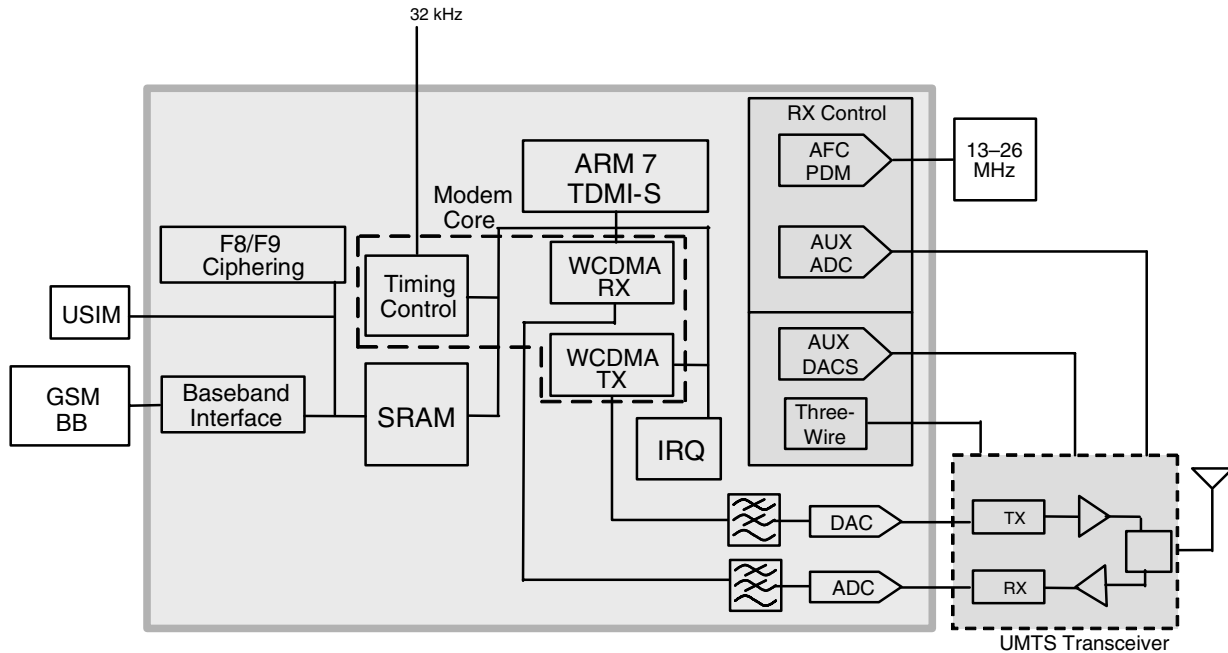 32 kHz
RX Control
AFC
PDM
13–26
MHz
ARM 7
TDMI-S
Modem
Core
F8/F9
Ciphering
AUX
ADC
WCDMA
RX
Timing
Control
USIM
AUX
DACS
WCDMA
TX
GSM
BB
Baseband
Interface
SRAM
Three-
Wire
IRQ
DAC
TX
ADC
RX
UMTS Transceiver